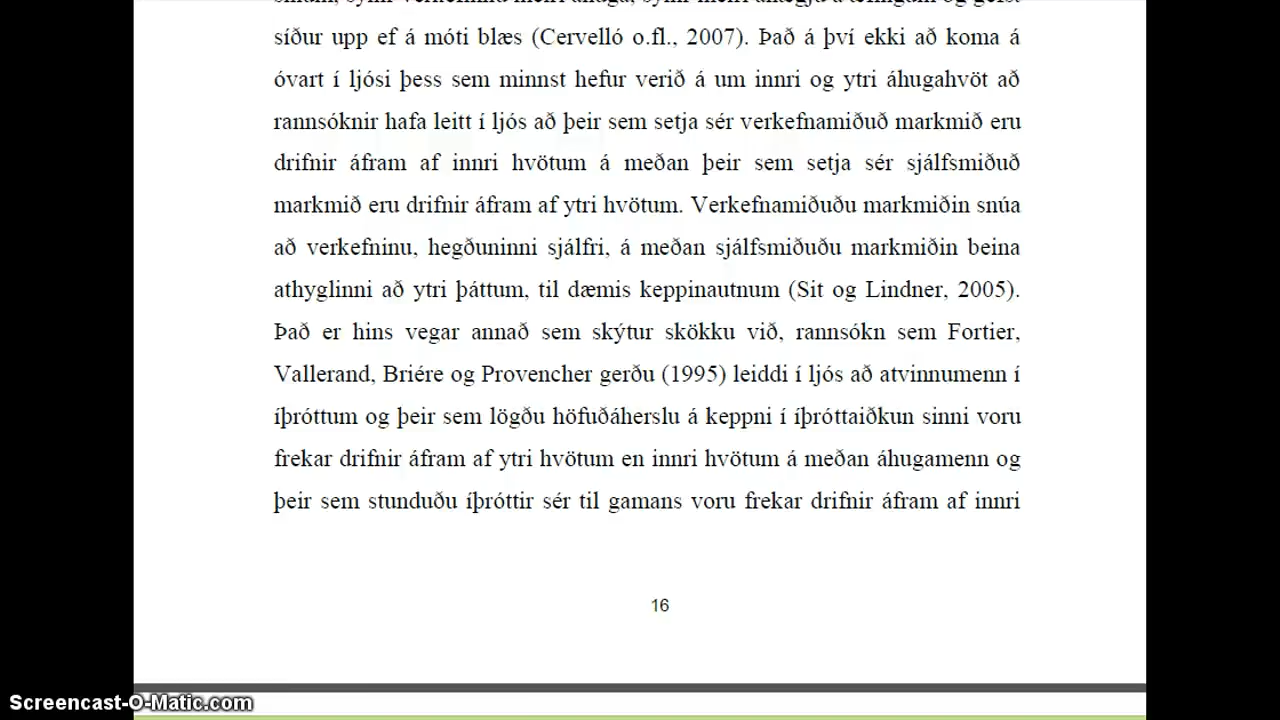 síður upp ef á móti blæs (Cervelló o.fl., 2007). Það á því ekki að koma á
óvart í ljósi þess sem minnst hefur verið á um innri og ytri áhugahvöt að
rannsóknir hafa leitt í ljós að þeir sem setja sér verkefnamiðuð markmið eru
drifnir áfram af innri hvötum á meðan þeir sem setja sér sjálfsmiðuð
markmið eru drifnir áfram af ytri hvötum. Verkefnamiðuðu markmiðin snúa
að verkefninu, hegðuninni sjálfri, á meðan sjálfsmiðuðu markmiðin beina
athyglinni að ytri þáttum, til dæmis keppinautnum (Sit og Lindner, 2005).
Það er hins vegar annað sem skýtur skökku við, rannsókn sem Fortier,
Vallerand, Briére og Provencher gerðu (1995) leiddi í ljós að atvinnumenn í
íþróttum og þeir sem lögðu höfuðáherslu á keppni í íþróttaiðkun sinni voru
frekar drifnir áfram af ytri hvötum en innri hvötum á meðan áhugamenn og
þeir sem stunduðu íþróttir sér til gamans voru frekar drifnir áfram af innri
16
Screencast-O-Matic.com